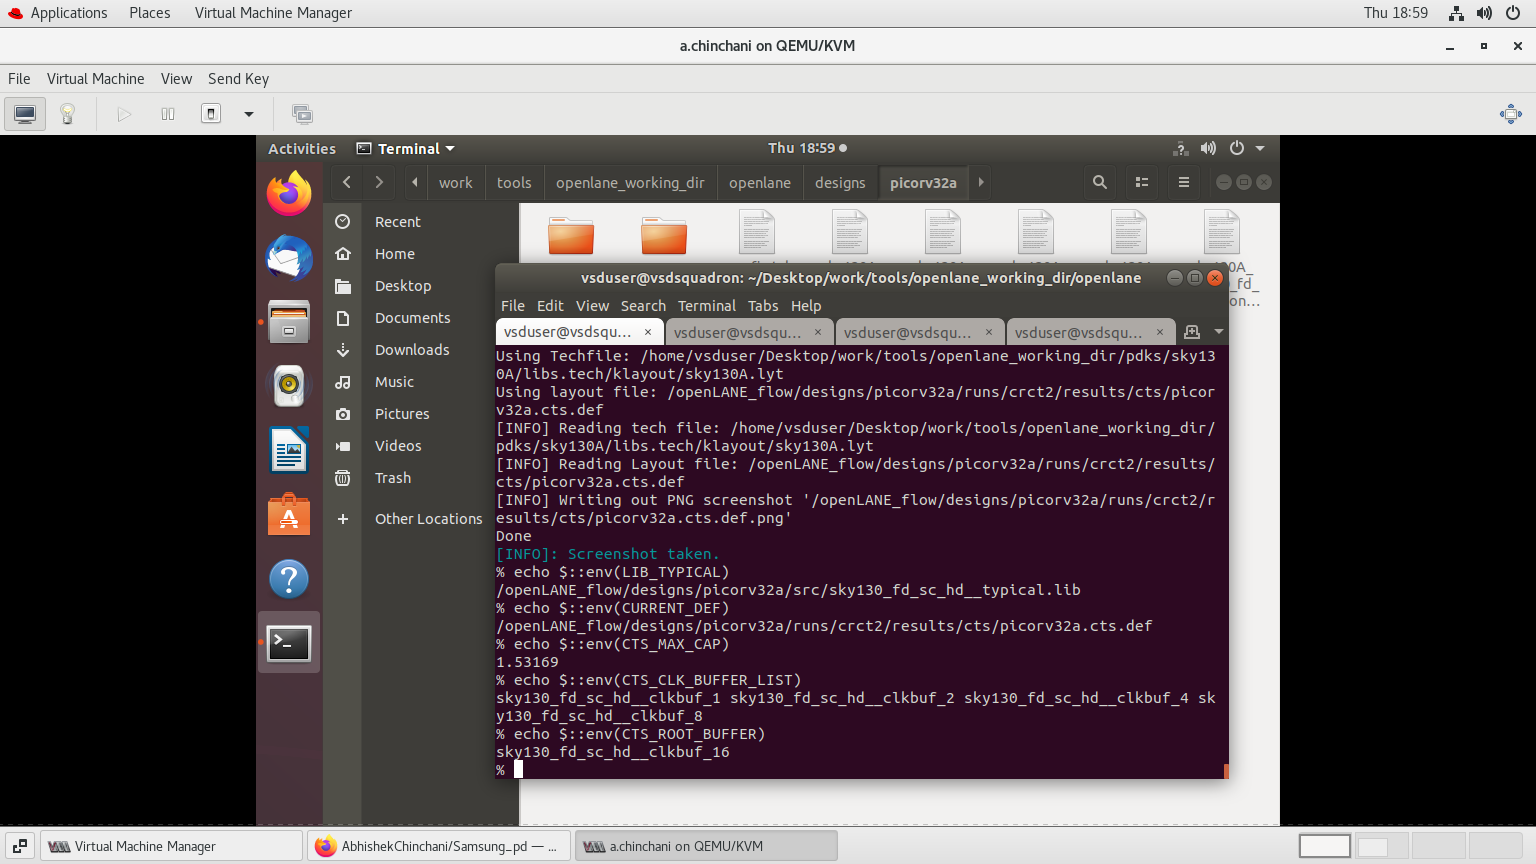 Applications Places Virtual Machine Manager Thu 18:59
a.chinchani on QEMU/KVM
File Virtual Machine View Send Key
Activities Terminal Thu 18:59
work tools openlane_working_dir openlane designs picorv32a
Recent
Home
Desktop
Documents
Downloads
Music
Pictures
Videos
Trash
Other Locations
vsduser@vsdsquadron: ~/Desktop/work/tools/openlane_working_dir/openlane
File Edit View Search Terminal Tabs Help
vsduser@vsdsqu… vsduser@vsdsqu… vsduser@vsdsqu… vsduser@vsdsqu…
Using Techfile: /home/vsduser/Desktop/work/tools/openlane_working_dir/pdks/sky13
0A/libs.tech/klayout/sky130A.lyt
Using layout file: /openLANE_flow/designs/picorv32a/runs/crct2/results/cts/picor
v32a.cts.def
[INFO] Reading tech file: /home/vsduser/Desktop/work/tools/openlane_working_dir/
pdks/sky130A/libs.tech/klayout/sky130A.lyt
[INFO] Reading Layout file: /openLANE_flow/designs/picorv32a/runs/crct2/results/
cts/picorv32a.cts.def
[INFO] Writing out PNG screenshot '/openLANE_flow/designs/picorv32a/runs/crct2/r
esults/cts/picorv32a.cts.def.png'
Done
[INFO]: Screenshot taken.
% echo $::env(LIB_TYPICAL)
/openLANE_flow/designs/picorv32a/src/sky130_fd_sc_hd__typical.lib
% echo $::env(CURRENT_DEF)
/openLANE_flow/designs/picorv32a/runs/crct2/results/cts/picorv32a.cts.def
% echo $::env(CTS_MAX_CAP)
1.53169
% echo $::env(CTS_CLK_BUFFER_LIST)
sky130_fd_sc_hd__clkbuf_1 sky130_fd_sc_hd__clkbuf_2 sky130_fd_sc_hd__clkbuf_4 sk
y130_fd_sc_hd__clkbuf_8
% echo $::env(CTS_ROOT_BUFFER)
sky130_fd_sc_hd__clkbuf_16
%
Virtual Machine Manager AbhishekChinchani/Samsung_pd — … a.chinchani on QEMU/KVM